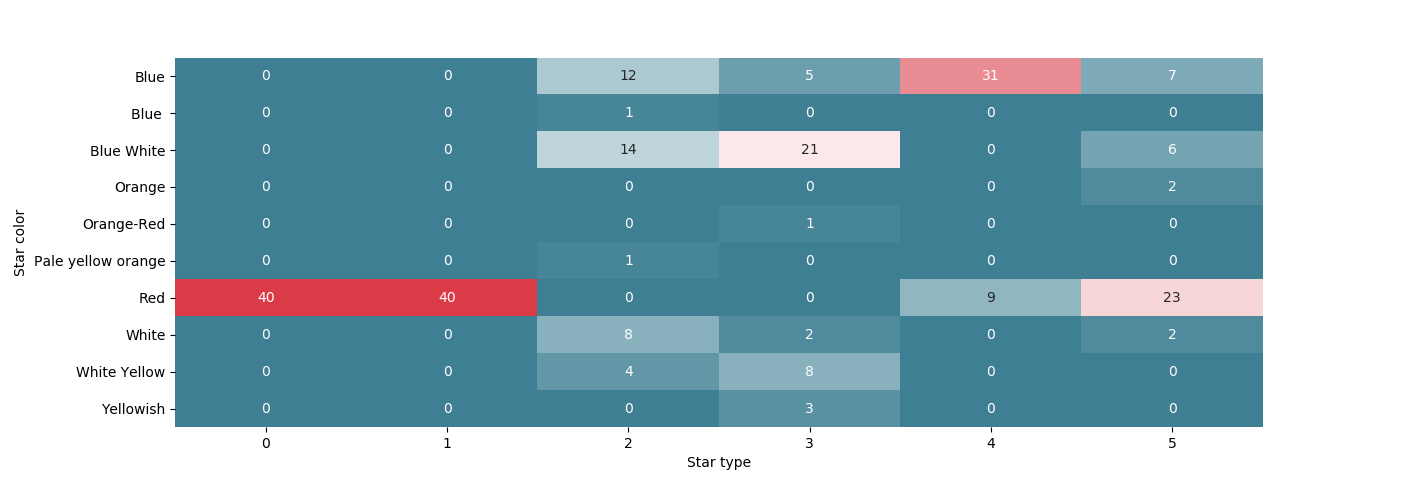 Star color
Blue 0 0 12 5 31 7
Blue 0 0 1 0 0 0
Blue White 0 0 14 21 0 6
Orange 0 0 0 0 0 2
Orange-Red 0 0 0 1 0 0
Pale yellow orange 0 0 1 0 0 0
Red 40 40 0 0 9 23
White 0 0 8 2 0 2
White Yellow 0 0 4 8 0 0
Yellowish 0 0 0 3 0 0
0 1 2 3 4 5
Star type